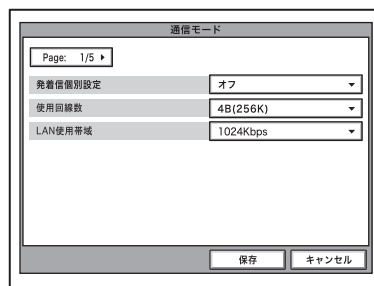 通信モード
Page: 1/5 ▶
発着信個別設定 オフ ▼
使用回線数 4B(256K) ▼
LAN使用帯域 1024Kbps ▼
保存 キャンセル